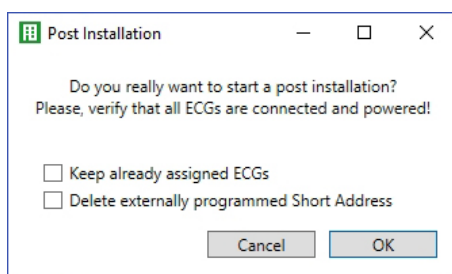 Post Installation
Do you really want to start a post installation?
Please, verify that all ECGs are connected and powered!
Keep already assigned ECGs
Delete externally programmed Short Address
Cancel OK